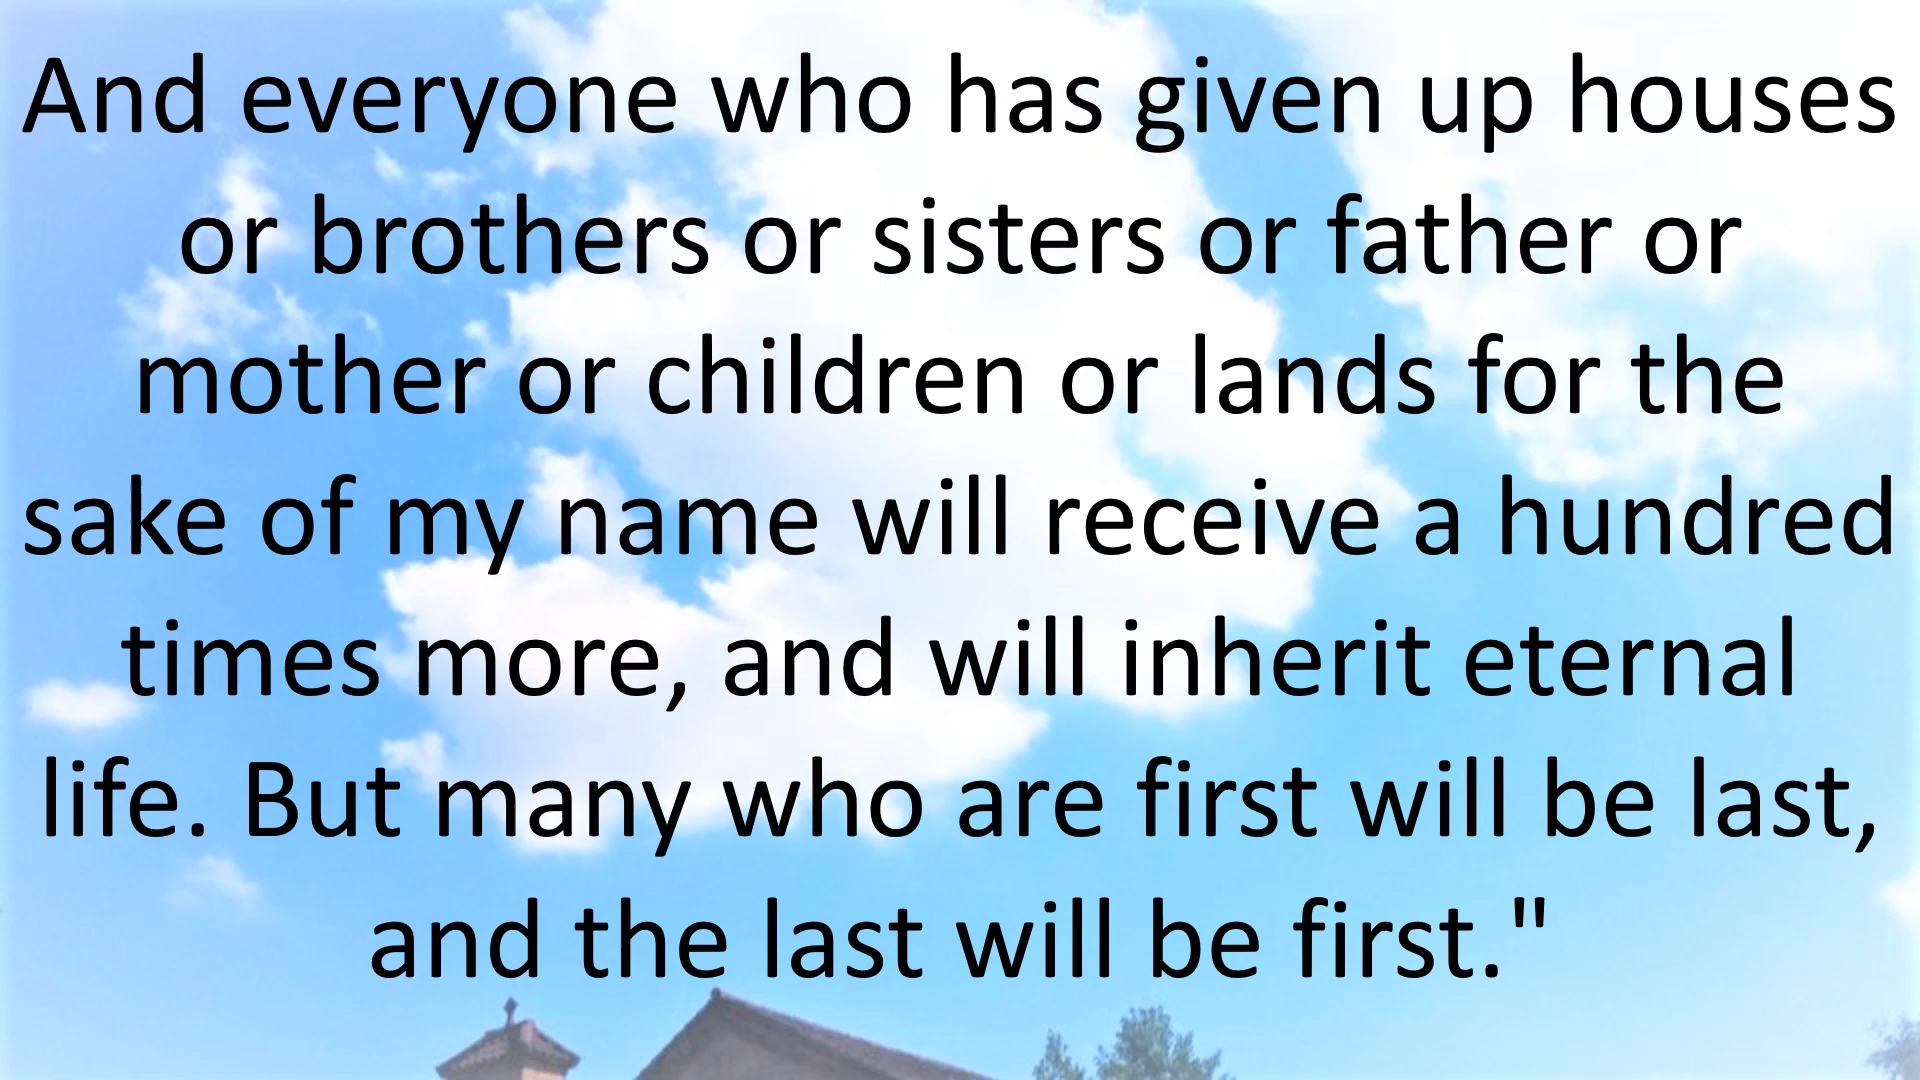 And everyone who has given up houses
or brothers or sisters or father or
mother or children or lands for the
sake of my name will receive a hundred
times more, and will inherit eternal
life. But many who are first will be last,
and the last will be first."